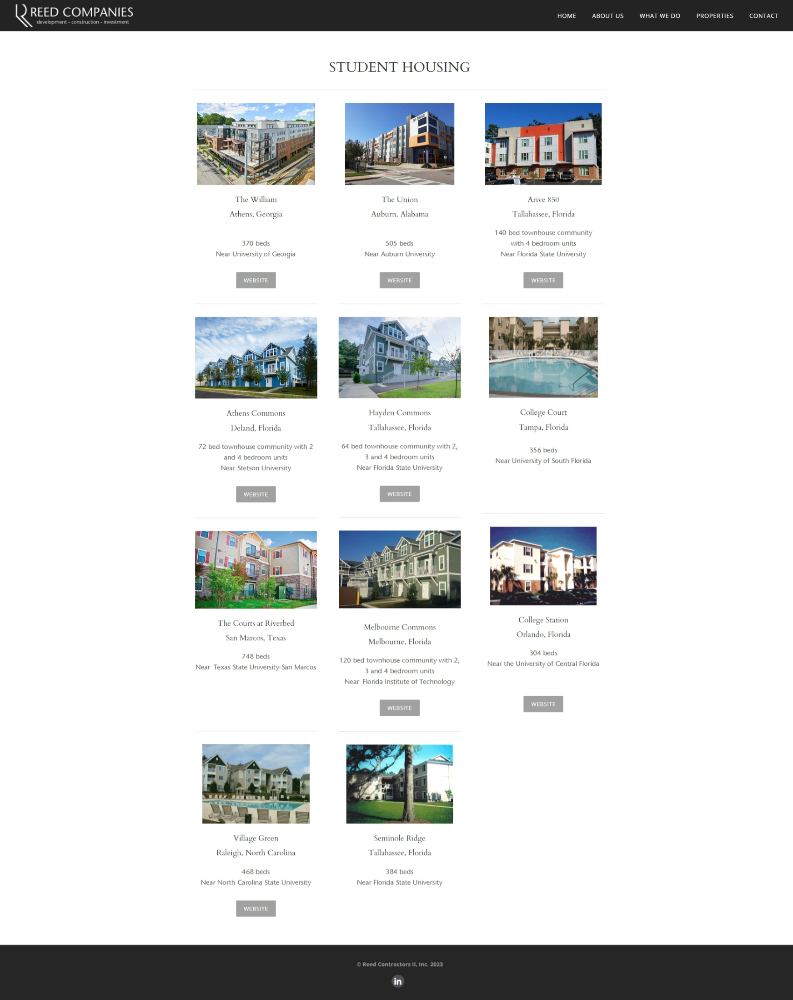 REED COMPANIES
development - construction - investment
HOME
ABOUT US
WHAT WE DO
PROPERTIES
CONTACT
STUDENT HOUSING
The William
Athens, Georgia
370 beds
Near University of Georgia
WEBSITE
The Union
Auburn, Alabama
505 beds
Near Auburn University
WEBSITE
Arive 850
Tallahassee, Florida
140 bed townhouse community
with 4 bedroom units
Near Florida State University
WEBSITE
Athens Commons
Deland, Florida
72 bed townhouse community with 2
and 4 bedroom units
Near Stetson University
WEBSITE
Hayden Commons
Tallahassee, Florida
64 bed townhouse community with 2,
3 and 4 bedroom units
Near Florida State University
WEBSITE
College Court
Tampa, Florida
356 beds
Near University of South Florida
The Courts at Riverbed
San Marcos, Texas
748 beds
Near Texas State University-San Marcos
Melbourne Commons
Melbourne, Florida
120 bed townhouse community with 2,
3 and 4 bedroom units
Near Florida Institute of Technology
WEBSITE
College Station
Orlando, Florida
304 beds
Near the University of Central Florida
WEBSITE
Village Green
Raleigh, North Carolina
468 beds
Near North Carolina State University
WEBSITE
Seminole Ridge
Tallahassee, Florida
384 beds
Near Florida State University
© Reed Contractors II, Inc. 2023
in